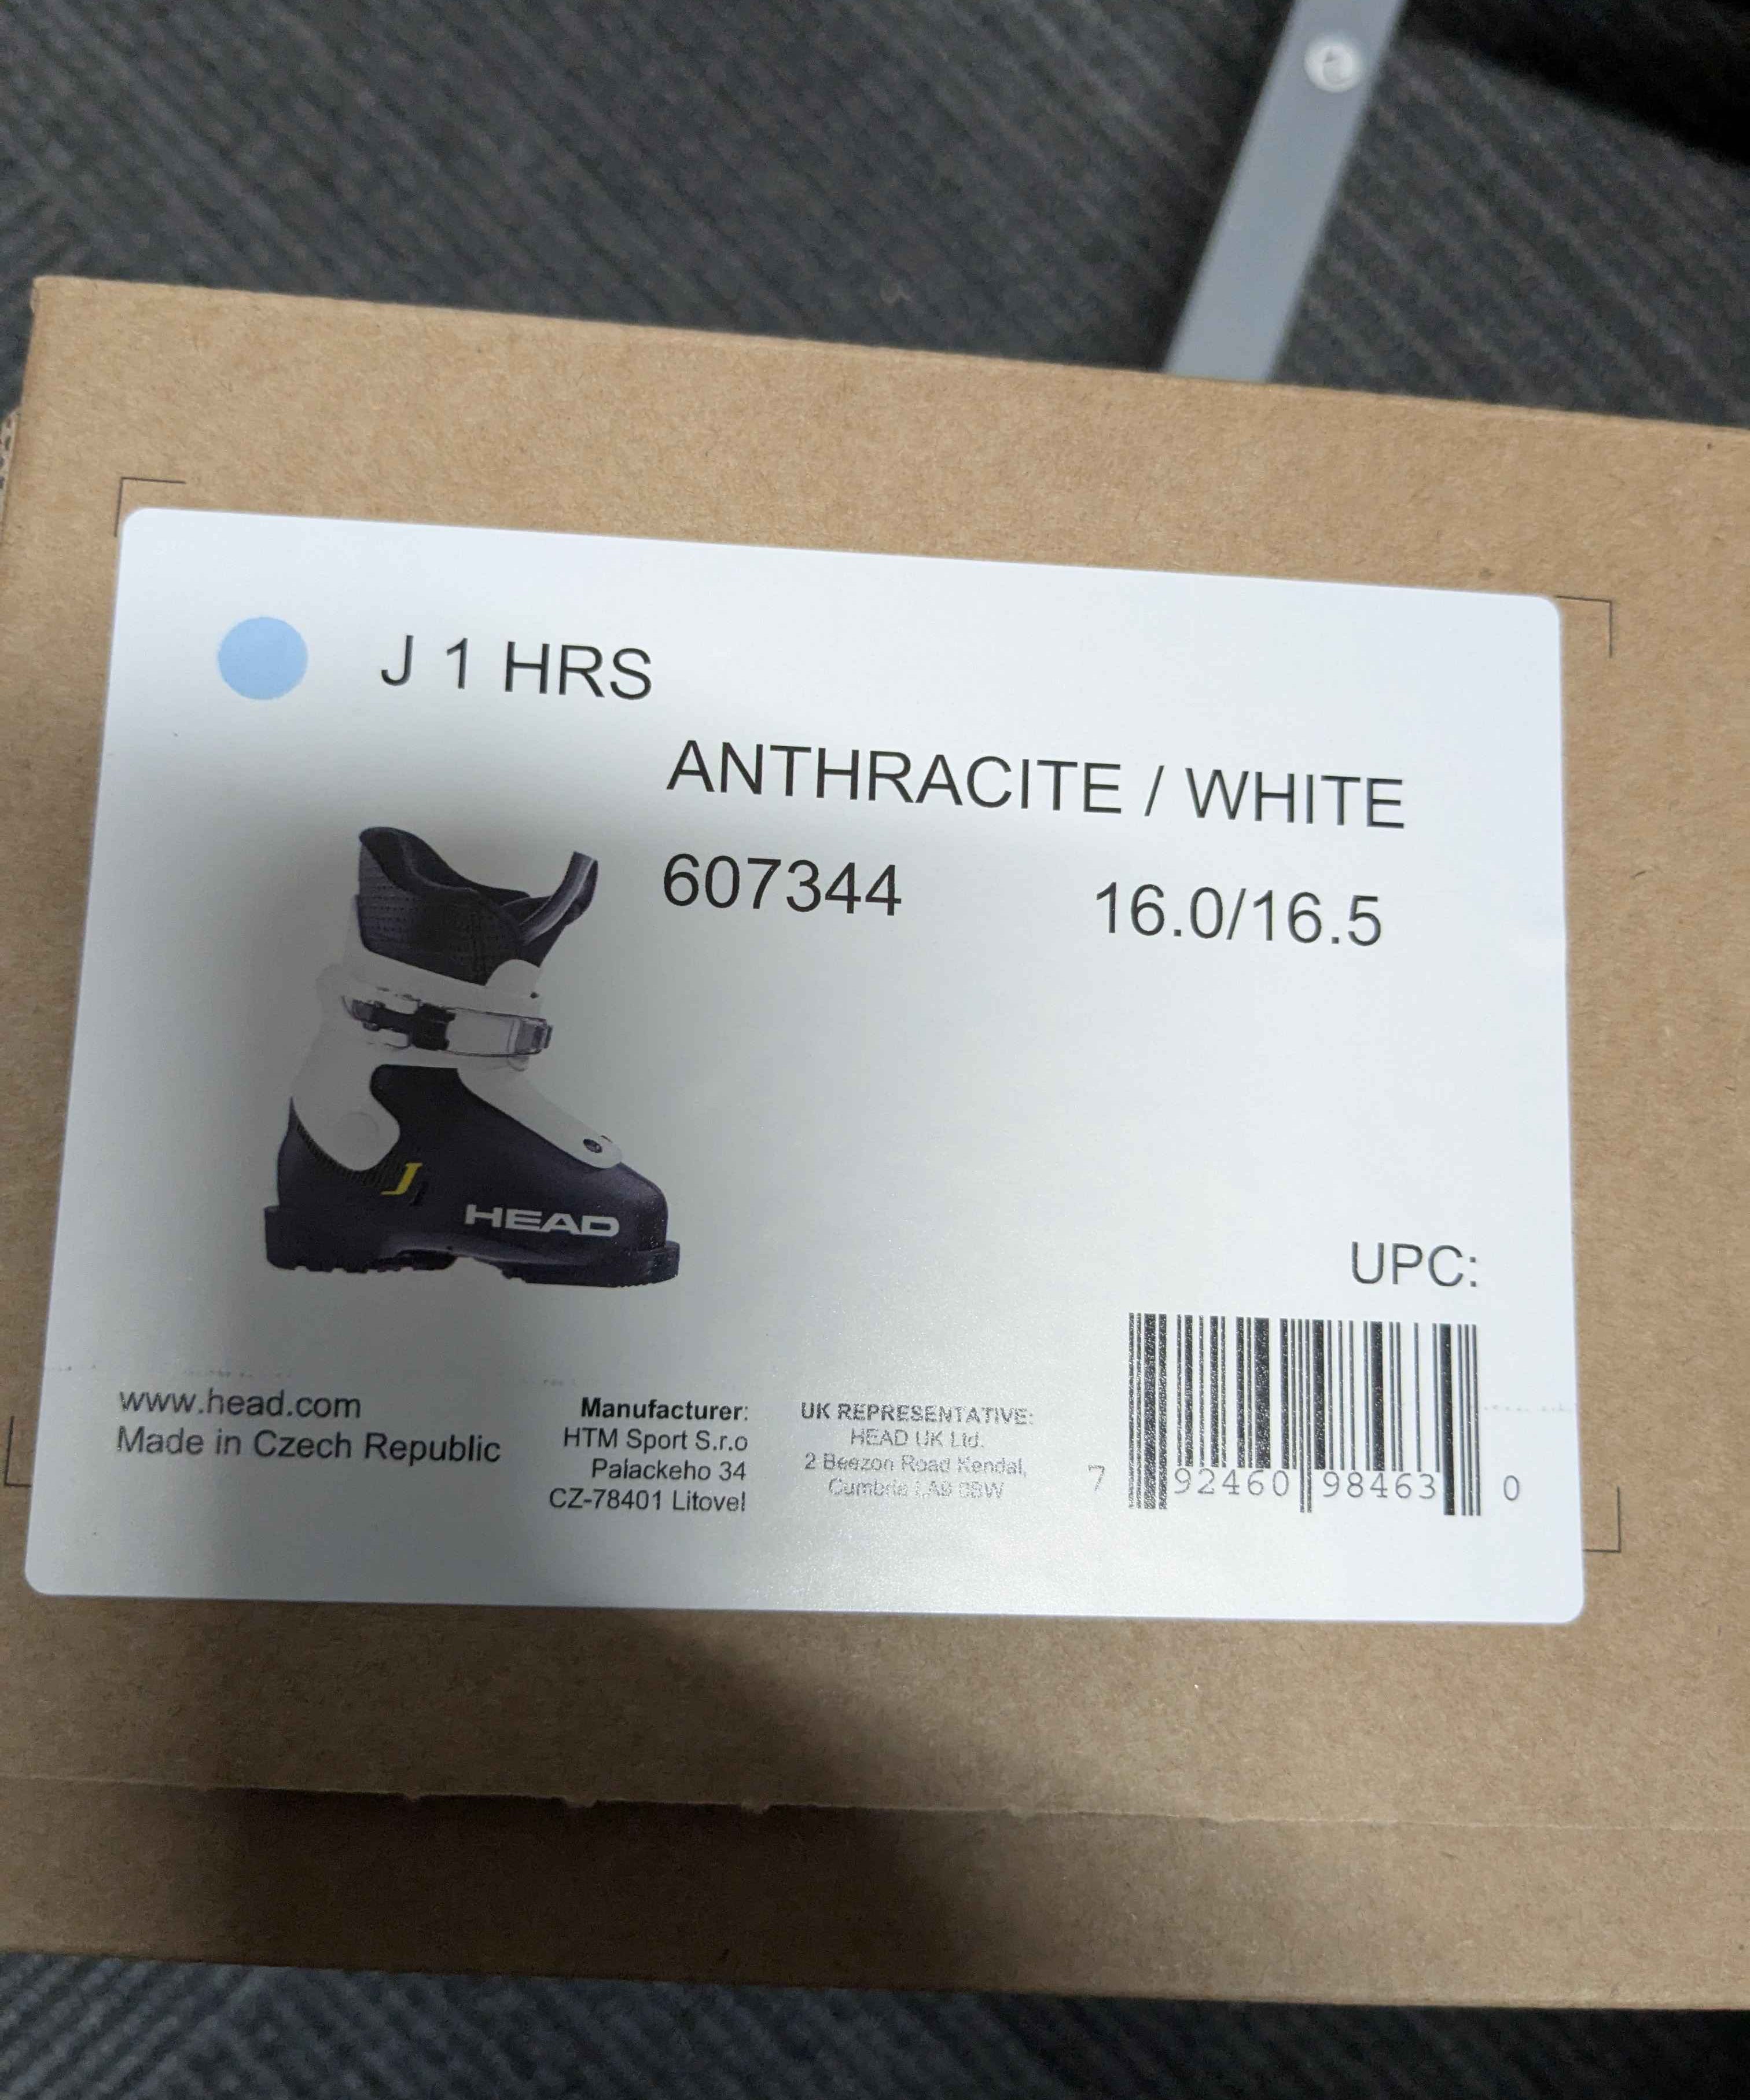 J 1 HRS
ANTHRACITE / WHITE
607344 16.0/16.5
J
HEAD
UPC:
www.head.com
Made in Czech Republic
Manufacturer:
HTM Sport S.r.o
Palackeho 34
CZ-78401 Litovel
UK REPRESENTATIVE:
HEAD UK Ltd.
2 Beezon Road Kendal,
Cumbria LA9
7 92460 98463 0